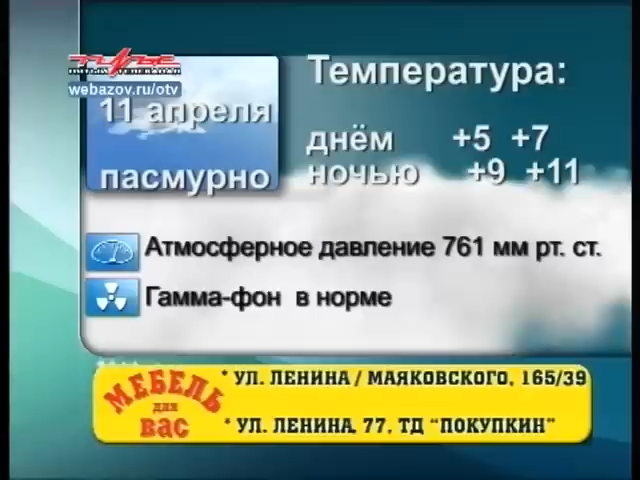 webazov.ru/otv
11 апреля
пасмурно
Температура:
днём +5 +7
ночью +9 +11
Атмосферное давление 761 мм рт. ст.
Гамма-фон в норме
МЕБЕЛЬ
для
вас
* УЛ. ЛЕНИНА / МАЯКОВСКОГО, 165/39
* УЛ. ЛЕНИНА, 77, ТД "ПОКУПКИН"